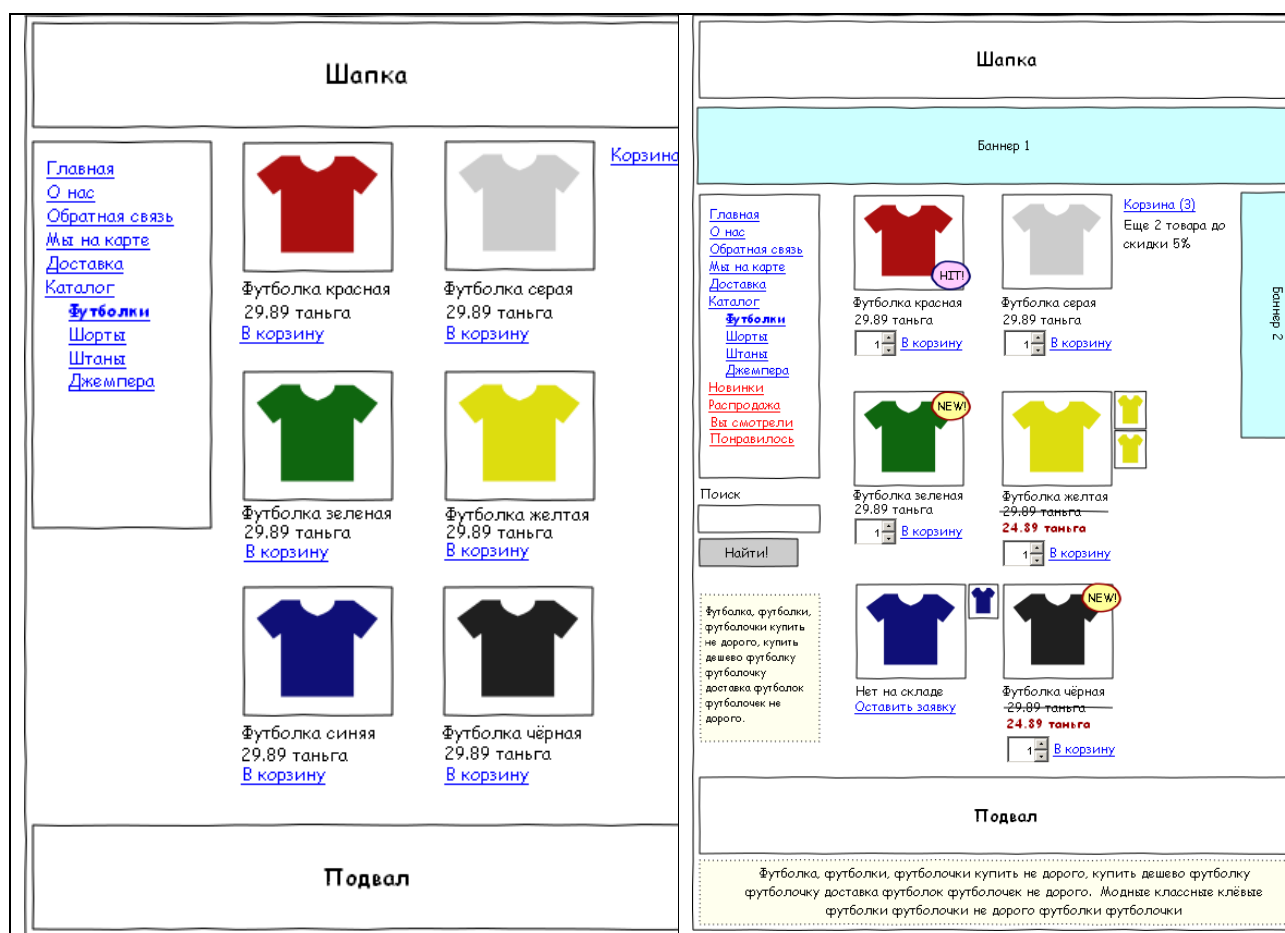 Шапка
Главная
О нас
Обратная связь
Мы на карте
Доставка
Каталог
Футболки
Шорты
Штаны
Джемпера
Футболка красная
29.89 таньга
В корзину
Футболка серая
29.89 таньга
В корзину
Корзина
Футболка зеленая
29.89 таньга
В корзину
Футболка желтая
29.89 таньга
В корзину
Футболка синяя
29.89 таньга
В корзину
Футболка чёрная
29.89 таньга
В корзину
Подвал
Шапка
Баннер 1
Главная
О нас
Обратная связь
Мы на карте
Доставка
Каталог
Футболки
Шорты
Штаны
Джемпера
Новинки
Распродажа
Вы смотрели
Понравилось
Поиск
Найти!
Футболка, футболки,
футболочки купить
не дорого, купить
дешево футболку
футболочку
доставка футболок
футболочек не
дорого.
HIT!
Футболка красная
29.89 таньга
1 В корзину
Футболка серая
29.89 таньга
1 В корзину
Корзина (3)
Еще 2 товара до
скидки 5%
Баннер 2
NEW!
Футболка зеленая
29.89 таньга
1 В корзину
Футболка желтая
29.89 таньга
24.89 таньга
1 В корзину
Нет на складе
Оставить заявку
NEW!
Футболка чёрная
29.89 таньга
24.89 таньга
1 В корзину
Подвал
Футболка, футболки, футболочки купить не дорого, купить дешево футболку
футболочку доставка футболок футболочек не дорого. Модные классные клёвые
футболки футболочки не дорого футболки футболочки